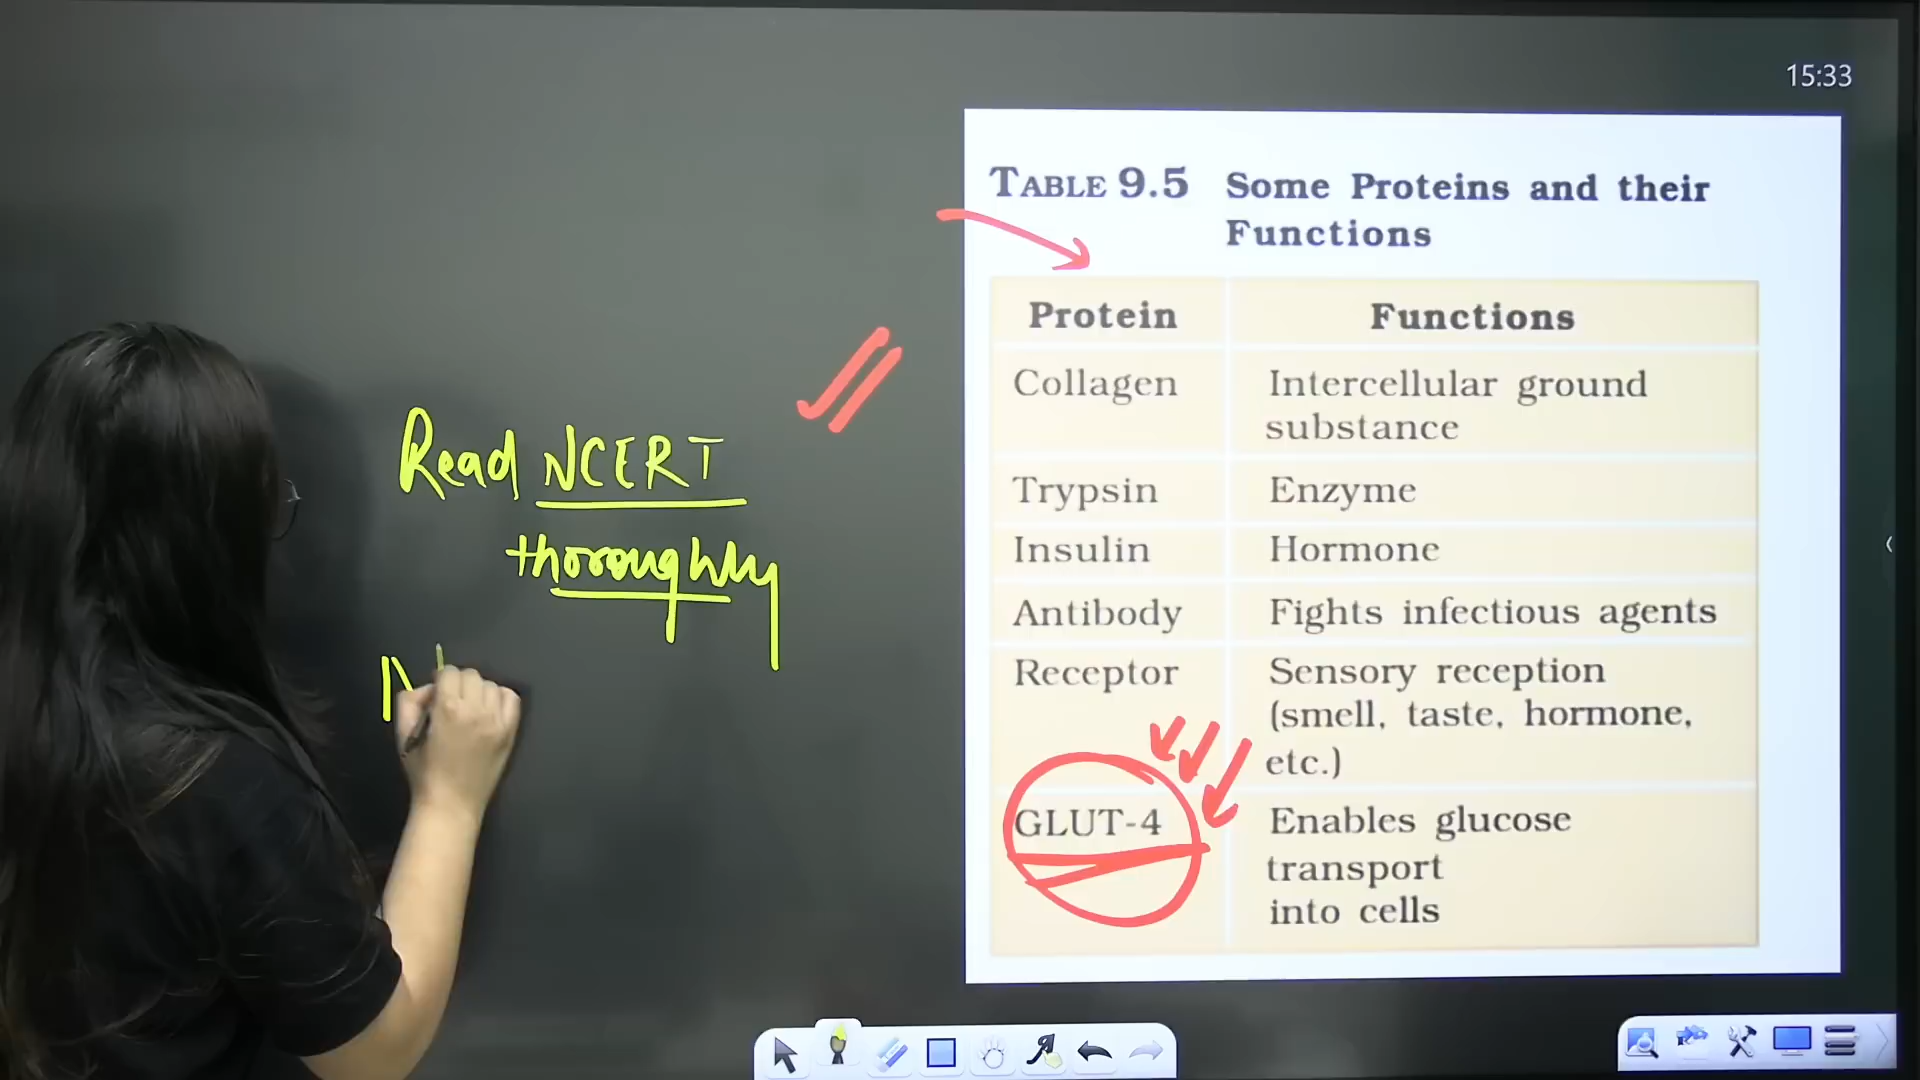 15:33
TABLE 9.5 Some Proteins and their
Functions
Protein Functions
Collagen Intercellular ground
substance
Trypsin Enzyme
Insulin Hormone
Antibody Fights infectious agents
Receptor Sensory reception
(smell, taste, hormone,
etc.)
GLUT-4 Enables glucose
transport
into cells
Read NCERT
thoroughly